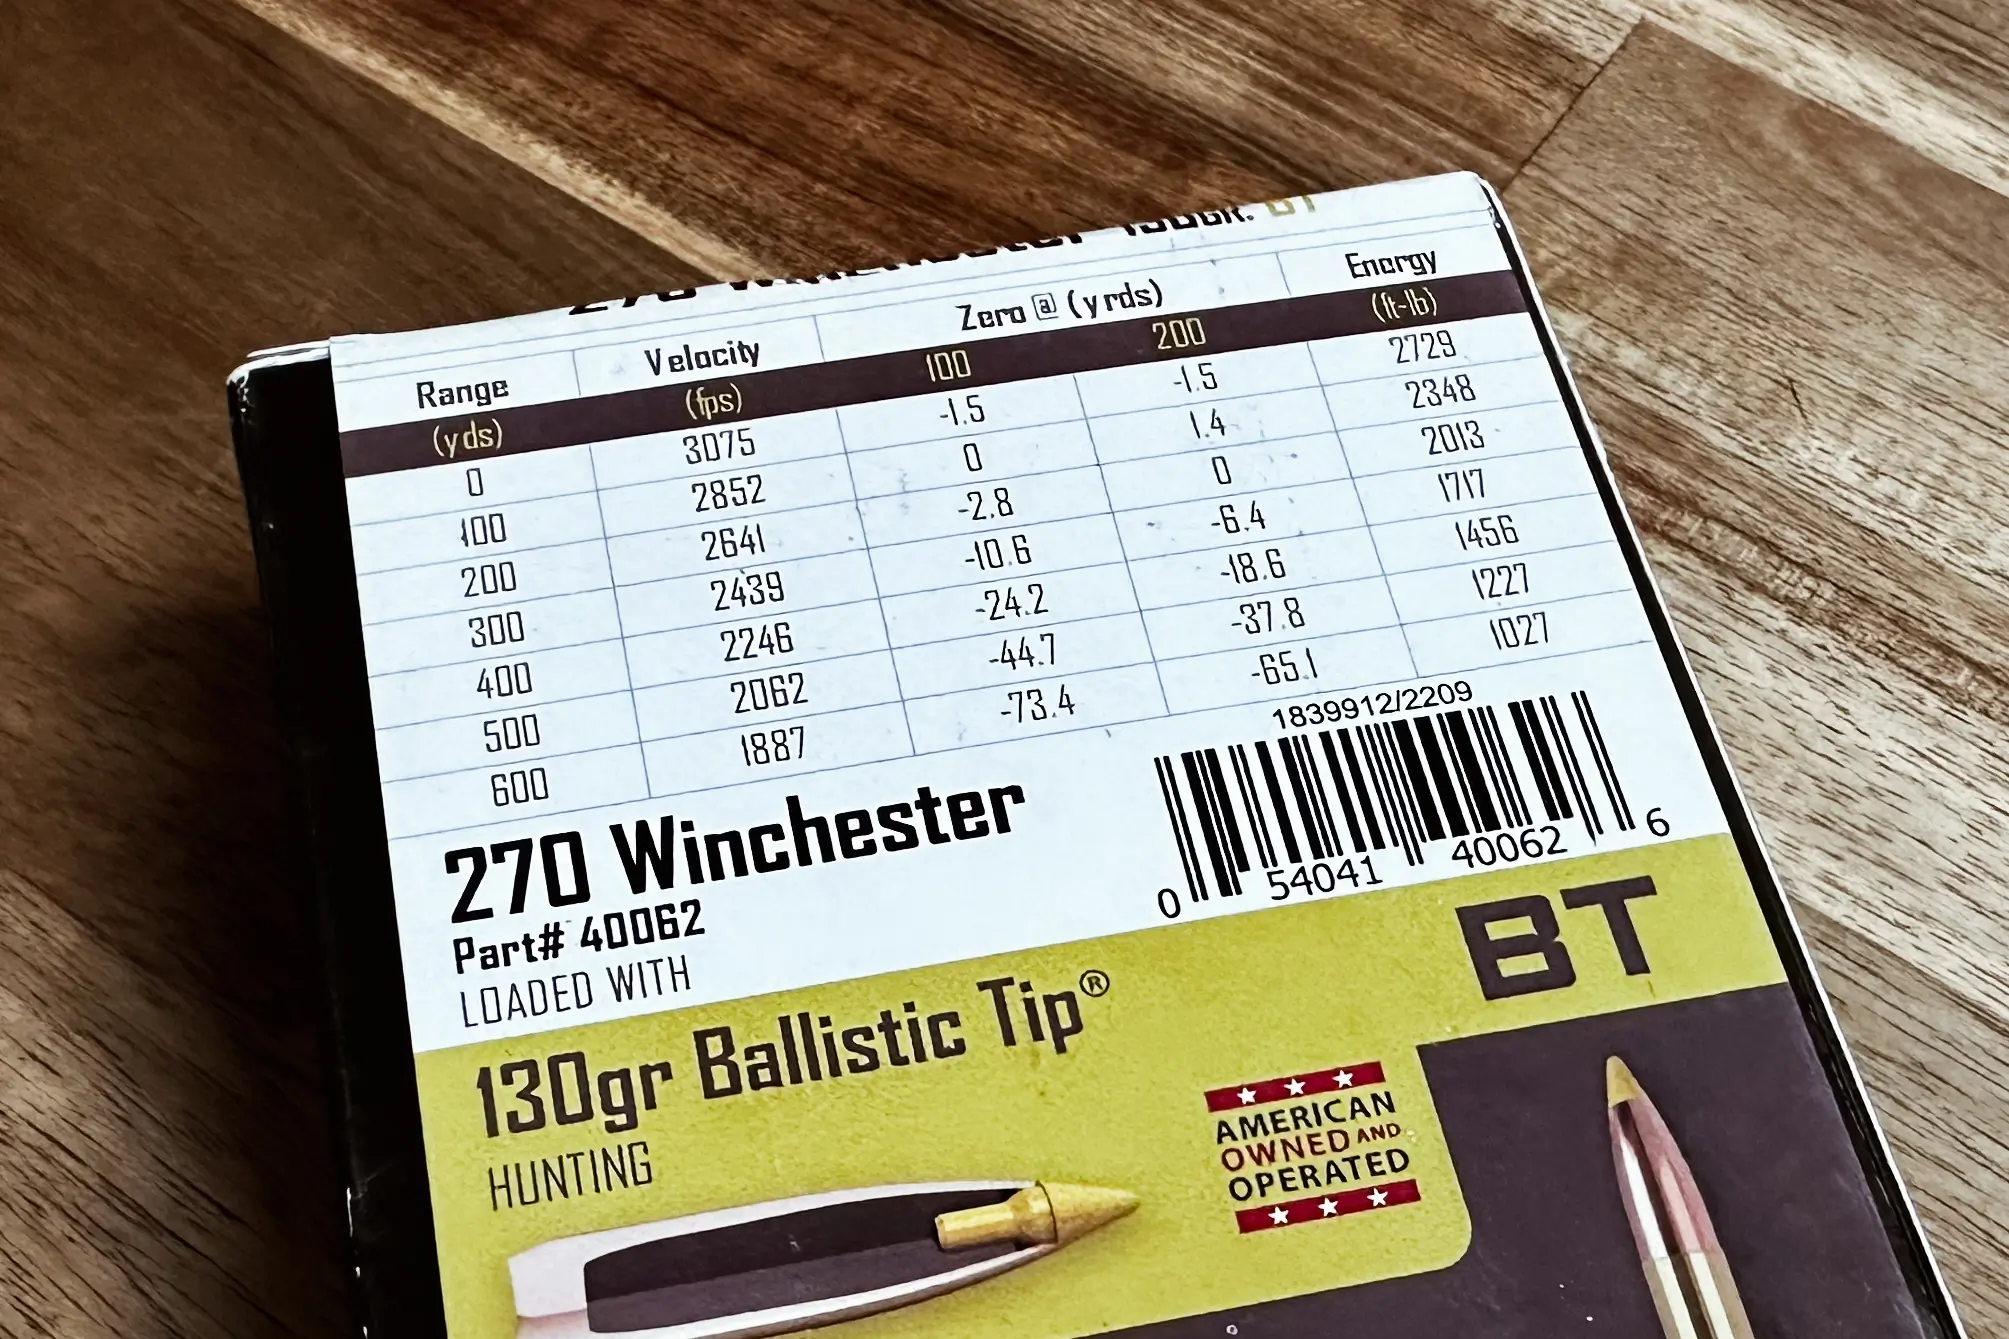 270 Winchester 130GR. BT
Range Velocity Zero @ (yrds) Energy
(yds) (fps) 100 200 (ft-lb)
0 3075 -1.5 -1.5 2729
100 2852 0 1.4 2348
200 2641 -2.8 0 2013
300 2439 -10.6 -6.4 1717
400 2246 -24.2 -18.6 1456
500 2062 -44.7 -37.8 1227
600 1887 -73.4 -65.1 1027
1839912/2209
0 54041 40062 6
270 Winchester
Part# 40062
LOADED WITH
BT
130gr Ballistic Tip®
HUNTING
AMERICAN
OWNED AND
OPERATED